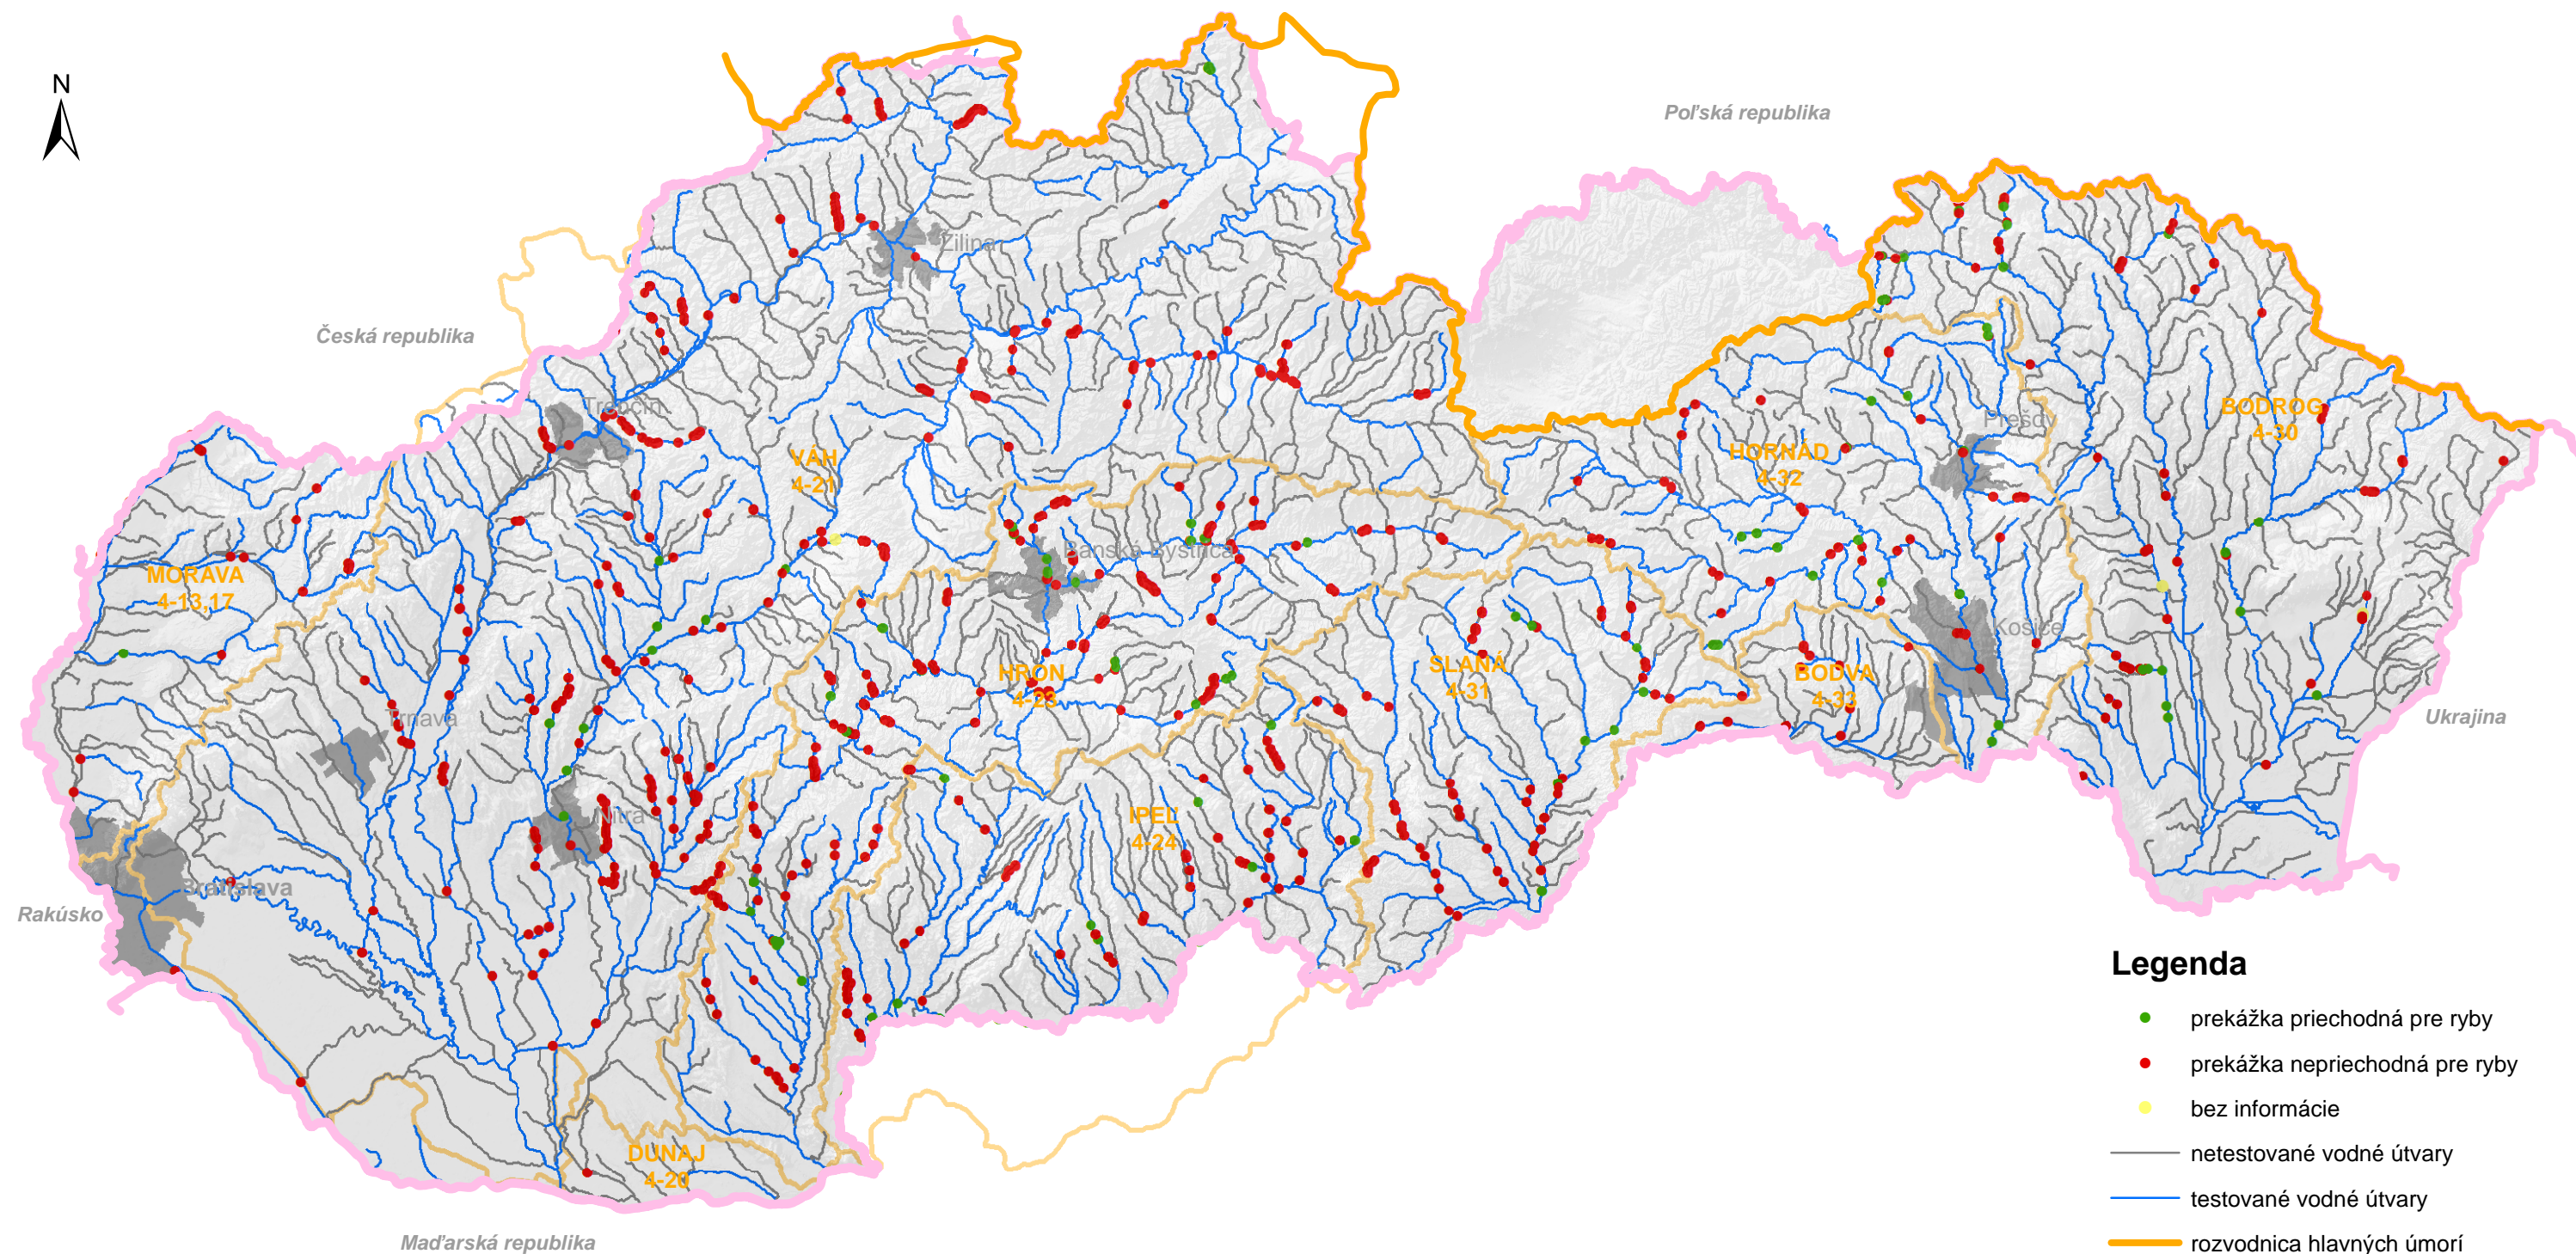 N
Poľská republika
Žilina
Česká republika
Trenčín
BODROG
4-30
Prešov
VÁH
4-21
HORNÁD
4-32
Banská Bystrica
MORAVA
4-13,17
Košice
SLANÁ
4-31
HRON
4-23
BODVA
4-33
Trnava
Ukrajina
Nitra
IPEĽ
4-24
Bratislava
Rakúsko
DUNAJ
4-20
Maďarská republika
Legenda
prekážka priechodná pre ryby
prekážka nepriechodná pre ryby
bez informácie
netestované vodné útvary
testované vodné útvary
rozvodnica hlavných úmorí